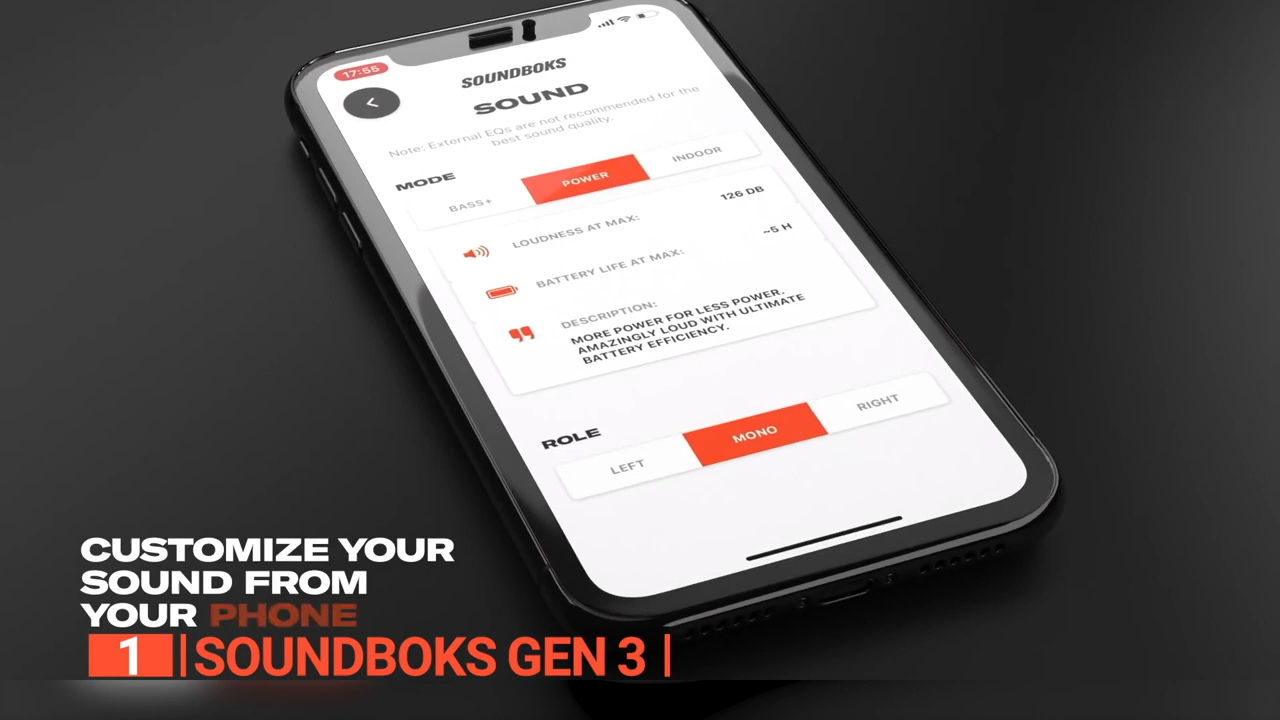 17:55
SOUNDBOKS
SOUND
Note: External EQs are not recommended for the
best sound quality.
MODE
BASS+ POWER INDOOR
LOUDNESS AT MAX: 126 DB
BATTERY LIFE AT MAX: ~5 H
DESCRIPTION:
MORE POWER FOR LESS POWER.
AMAZINGLY LOUD WITH ULTIMATE
BATTERY EFFICIENCY.
ROLE
LEFT MONO RIGHT
CUSTOMIZE YOUR
SOUND FROM
YOUR PHONE
1 SOUNDBOKS GEN 3